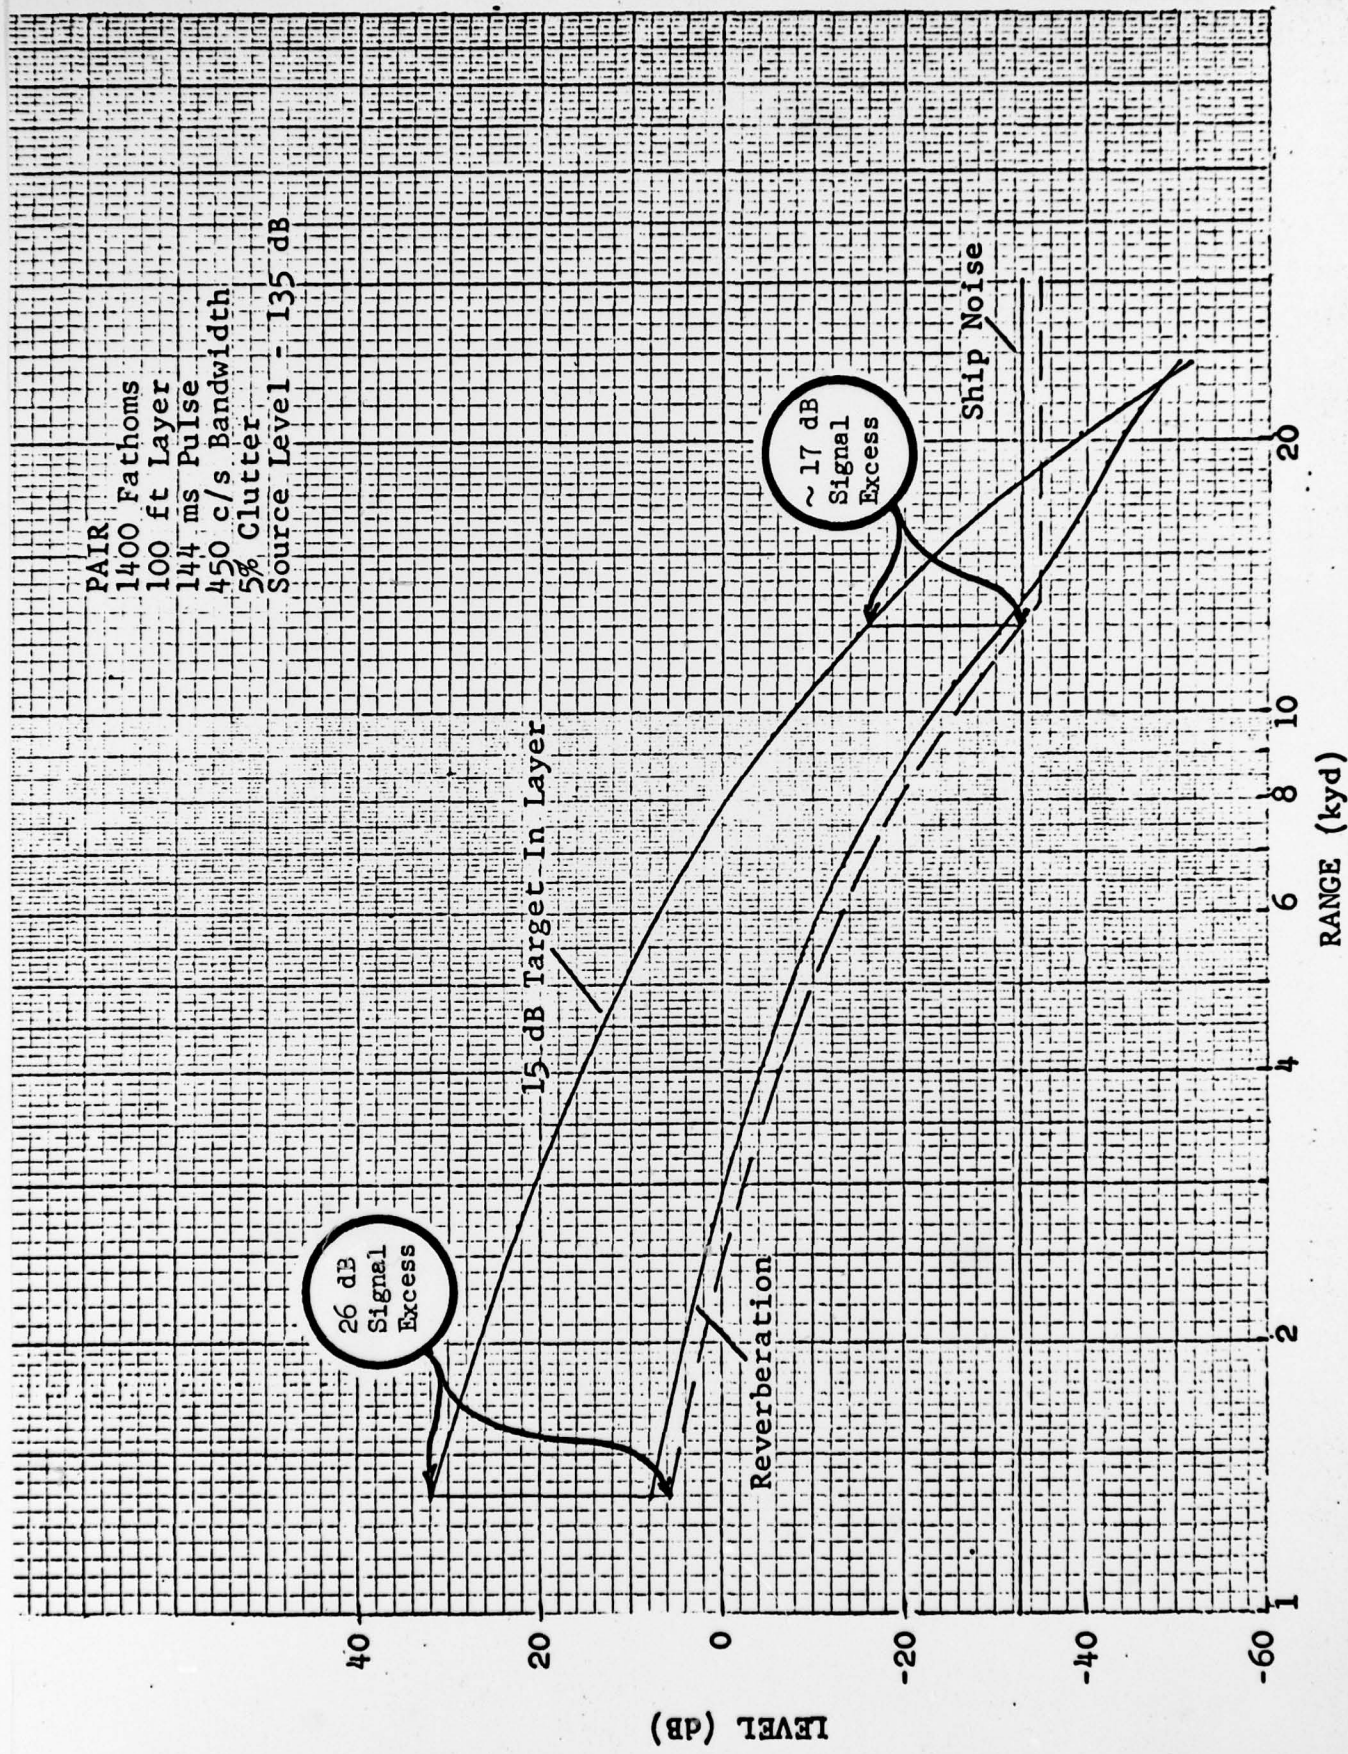 PAIR
1400 Fathoms
100 ft Layer
144 ms Pulse
450 c/s Bandwidth
5% Clutter
Source Level - 135 dB
26 dB
Signal
Excess
15 dB Target In Layer
~ 17 dB
Signal
Excess
Ship Noise
Reverberation
LEVEL (dB)
40
20
0
-20
-40
-60
1
2
4
6
8
10
20
RANGE (kyd)